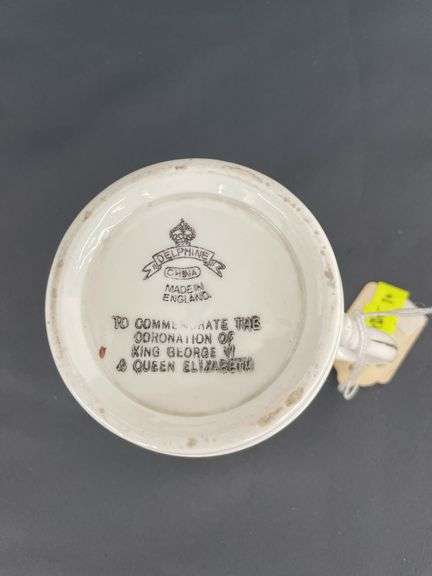 DELPHINE
CHINA
MADE IN
ENGLAND.
TO COMMEMORATE THE
CORONATION OF
KING GEORGE VI
& QUEEN ELIZABETH